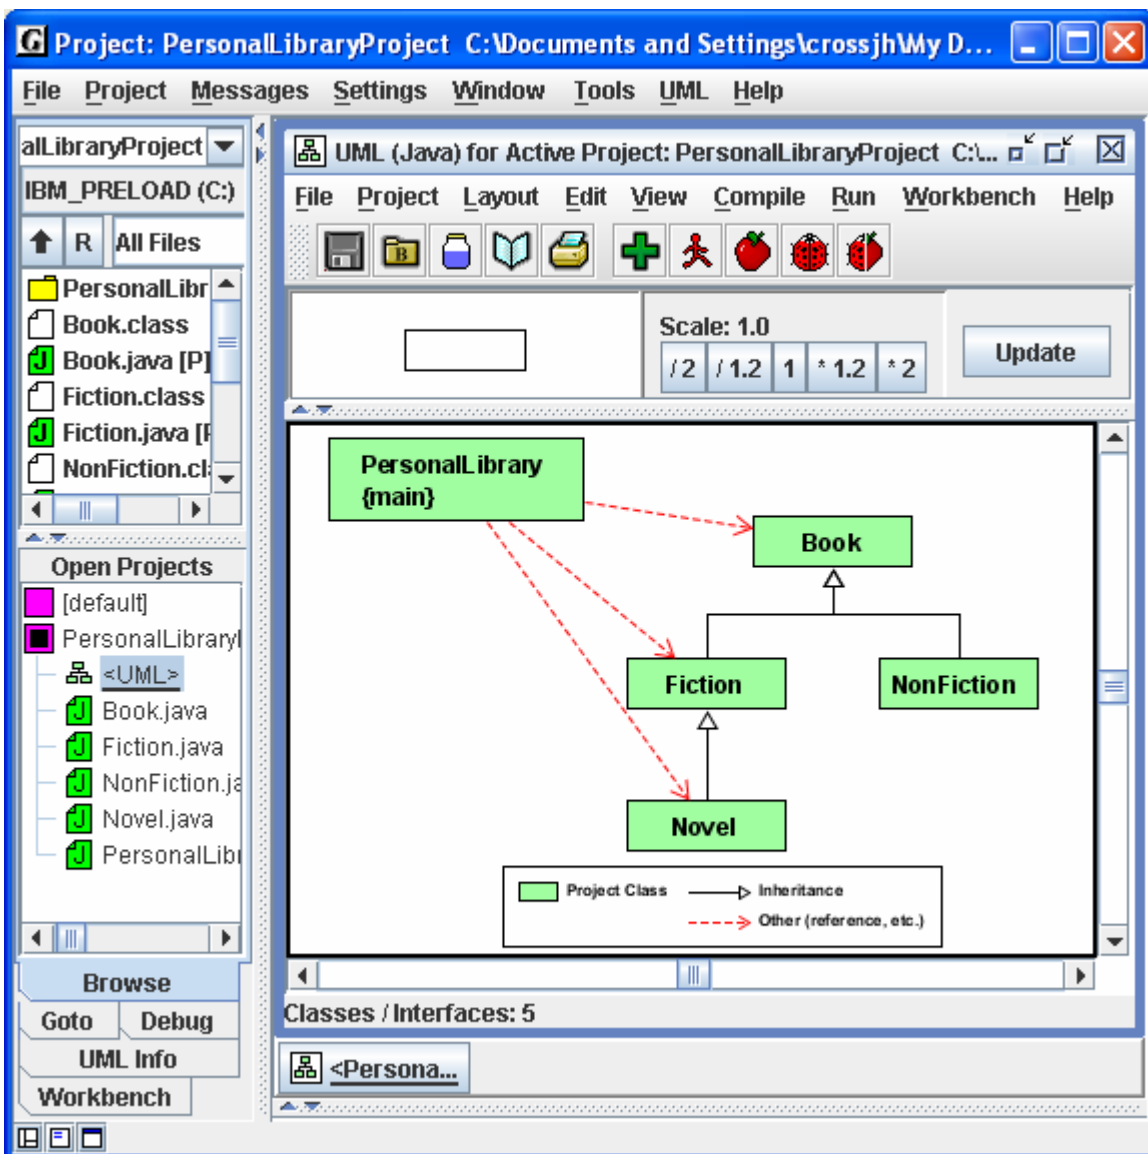 Project: PersonalLibraryProject C:\Documents and Settings\crossjh\My D...
File Project Messages Settings Window Tools UML Help
alLibraryProject
IBM_PRELOAD (C:)
R All Files
PersonalLibr
Book.class
Book.java [P]
Fiction.class
Fiction.java [P
NonFiction.cl
Open Projects
[default]
PersonalLibraryl
<UML>
Book.java
Fiction.java
NonFiction.ja
Novel.java
PersonalLibr
Browse
Goto Debug
UML Info
Workbench
UML (Java) for Active Project: PersonalLibraryProject C:\...
File Project Layout Edit View Compile Run Workbench Help
B
Scale: 1.0
/ 2 / 1.2 1 * 1.2 * 2
Update
PersonalLibrary
{main}
Book
Fiction NonFiction
Novel
Project Class Inheritance
Other (reference, etc.)
Classes / Interfaces: 5
<Persona...